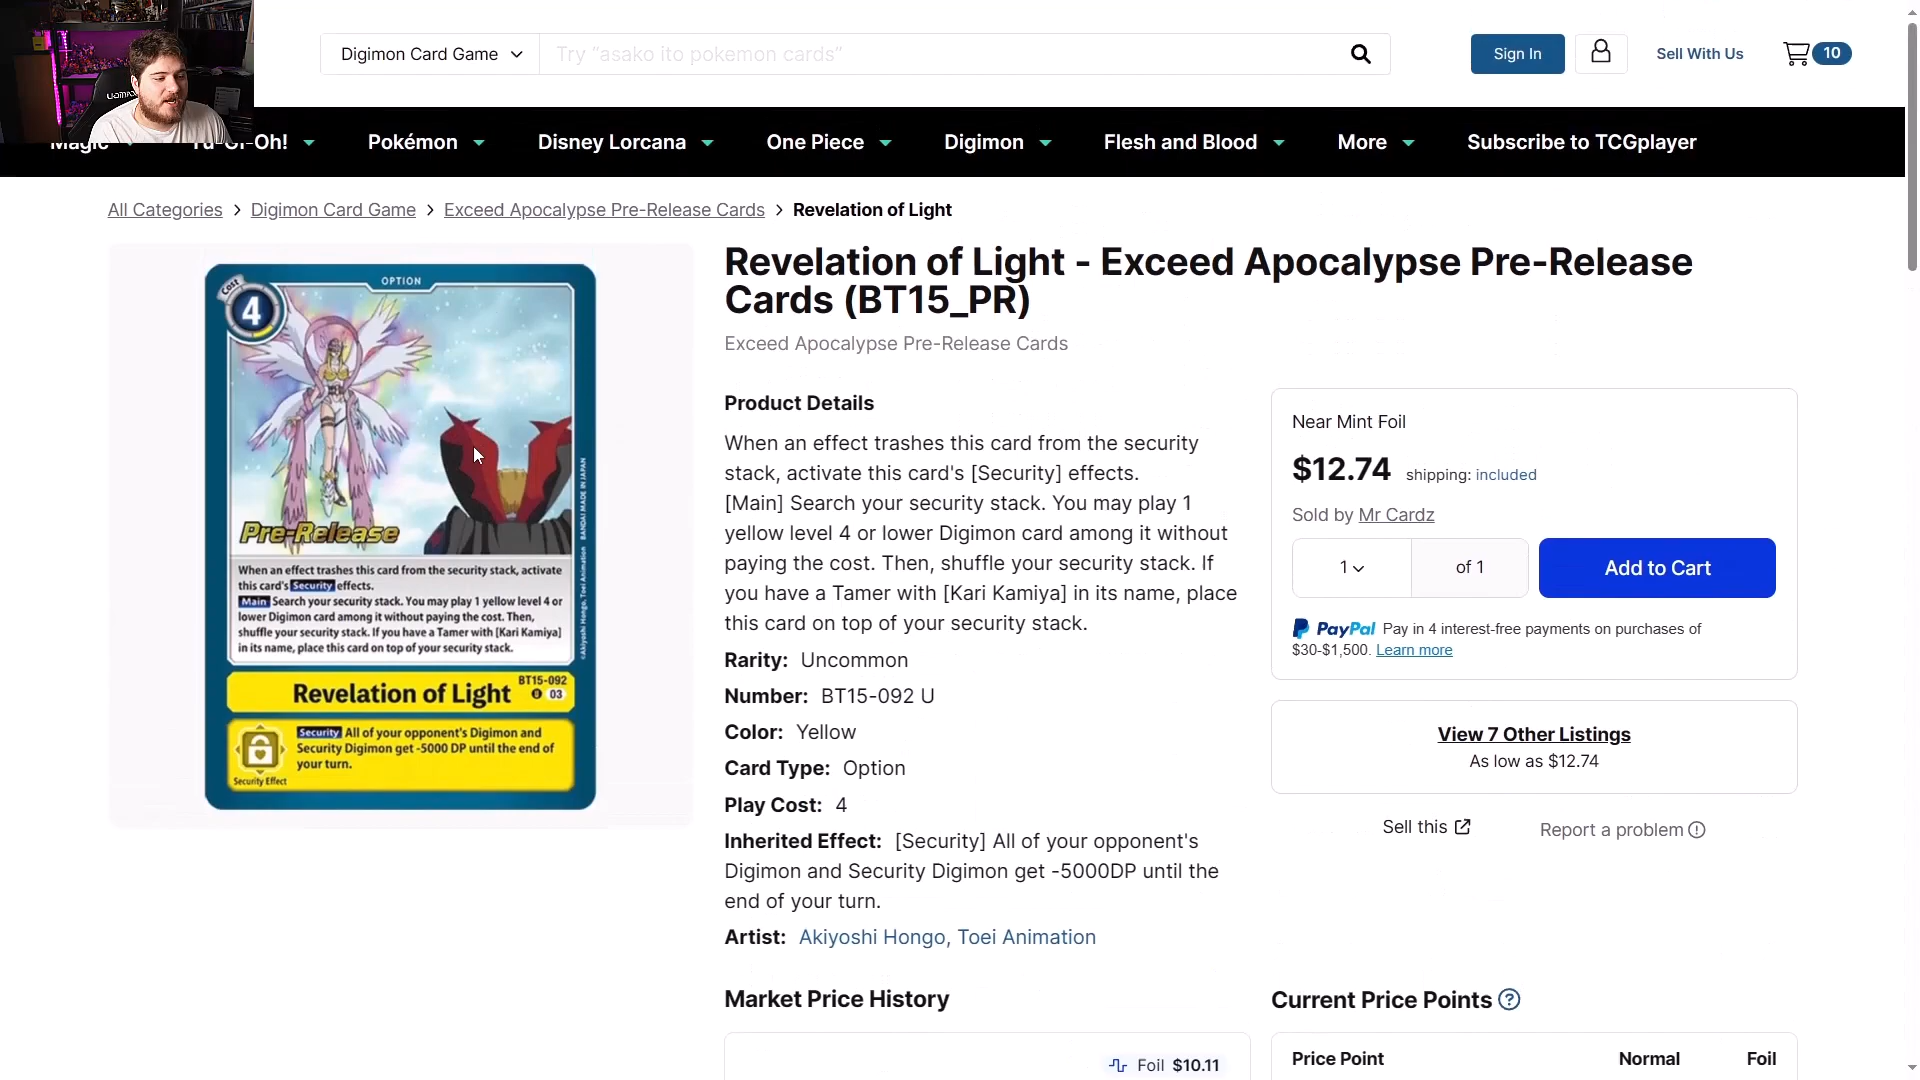 Digimon Card Game
Try “asako ito pokemon cards”
Sign In
Sell With Us
10
Magic
Yu-Gi-Oh!
Pokémon
Disney Lorcana
One Piece
Digimon
Flesh and Blood
More
Subscribe to TCGplayer
All Categories > Digimon Card Game > Exceed Apocalypse Pre-Release Cards > Revelation of Light
Cost
4
OPTION
Pre-Release
When an effect trashes this card from the security stack, activate
this card's Security effects.
Main Search your security stack. You may play 1 yellow level 4 or
lower Digimon card among it without paying the cost. Then,
shuffle your security stack. If you have a Tamer with [Kari Kamiya]
in its name, place this card on top of your security stack.
©Akiyoshi Hongo, Toei Animation BANDAI MADE IN JAPAN
BT15-092
Revelation of Light
U 03
Security All of your opponent's Digimon and
Security Digimon get -5000 DP until the end of
your turn.
Security Effect
Revelation of Light - Exceed Apocalypse Pre-Release
Cards (BT15_PR)
Exceed Apocalypse Pre-Release Cards
Product Details
When an effect trashes this card from the security
stack, activate this card's [Security] effects.
[Main] Search your security stack. You may play 1
yellow level 4 or lower Digimon card among it without
paying the cost. Then, shuffle your security stack. If
you have a Tamer with [Kari Kamiya] in its name, place
this card on top of your security stack.
Rarity: Uncommon
Number: BT15-092 U
Color: Yellow
Card Type: Option
Play Cost: 4
Inherited Effect: [Security] All of your opponent's
Digimon and Security Digimon get -5000DP until the
end of your turn.
Artist: Akiyoshi Hongo, Toei Animation
Market Price History
Foil $10.11
Near Mint Foil
$12.74 shipping: included
Sold by Mr Cardz
1
of 1
Add to Cart
PayPal Pay in 4 interest-free payments on purchases of
$30-$1,500. Learn more
View 7 Other Listings
As low as $12.74
Sell this
Report a problem
Current Price Points
Price Point
Normal
Foil